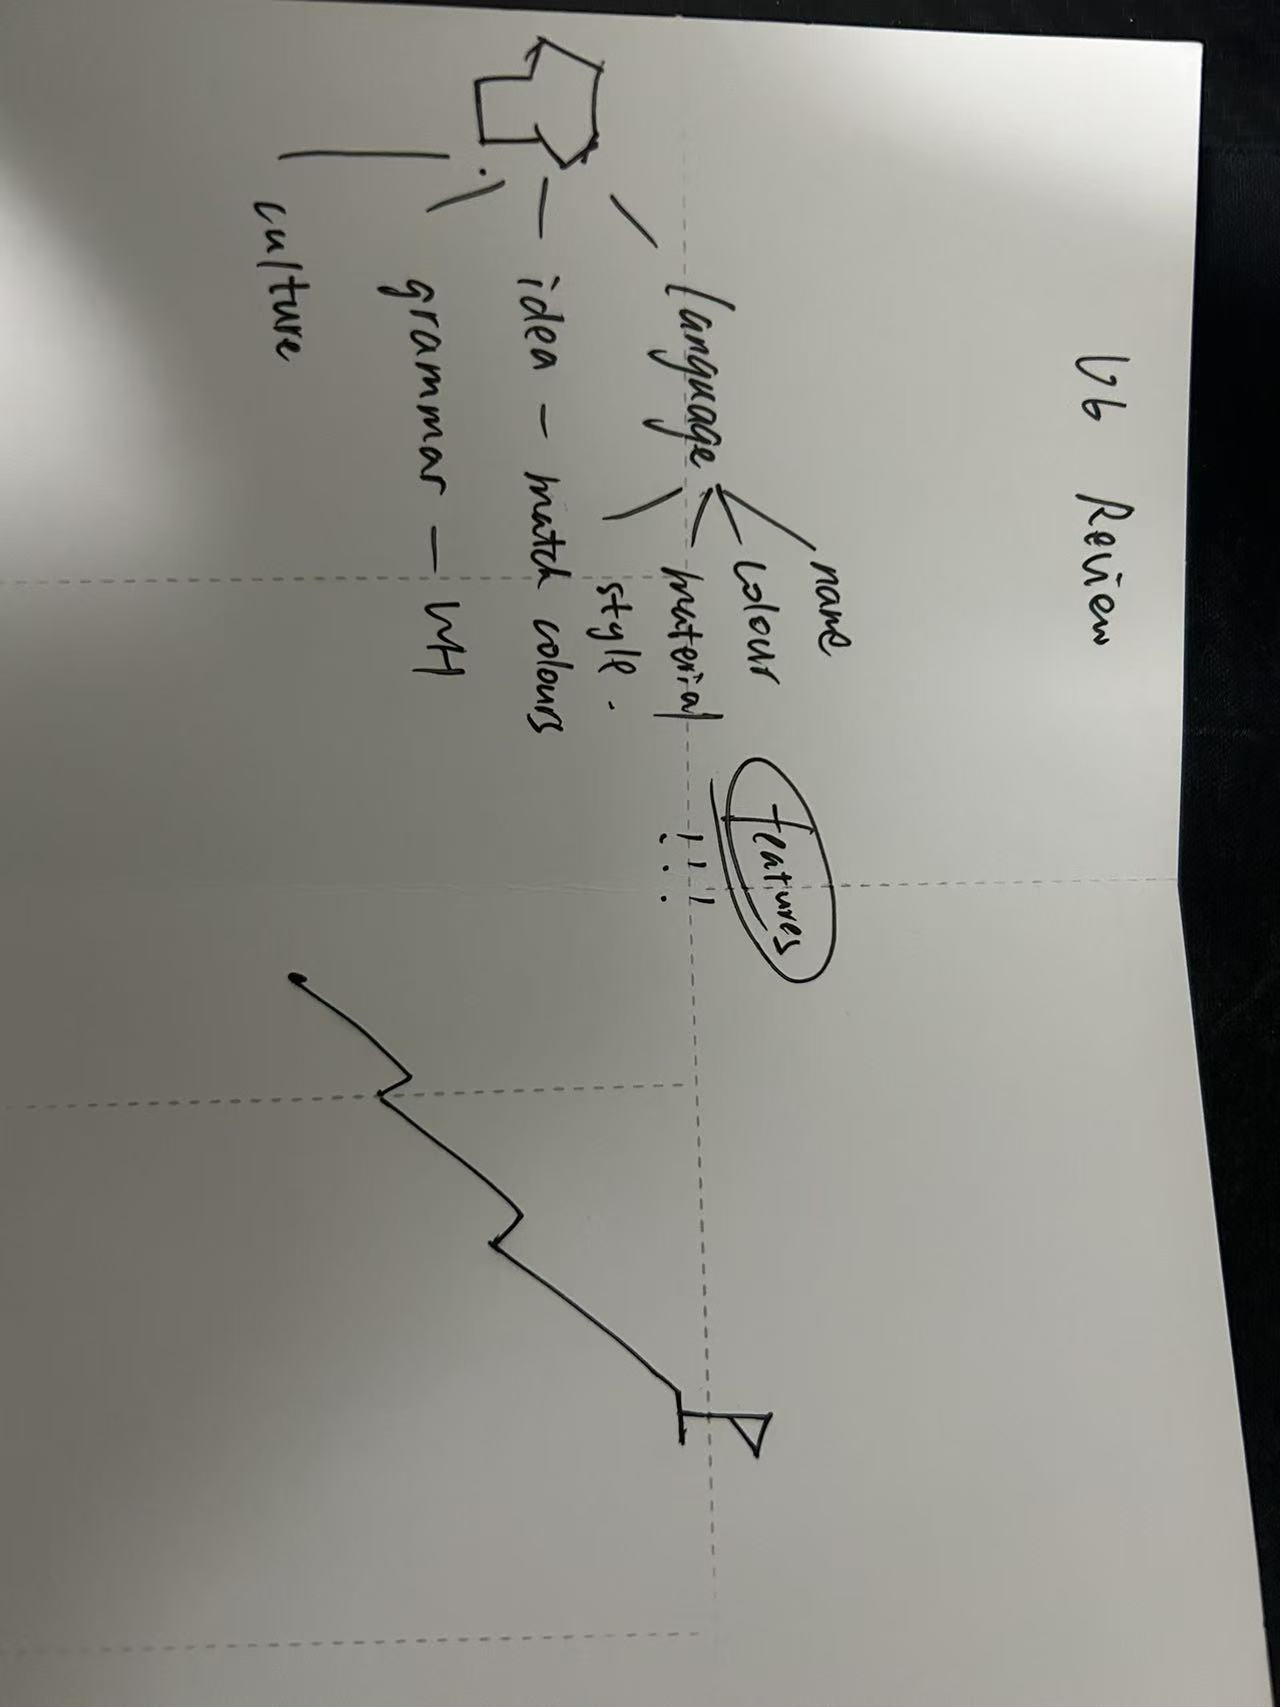 U6 Review
name
colour
language
material
style.
features
!!!
idea — match colours
grammar — WH
culture